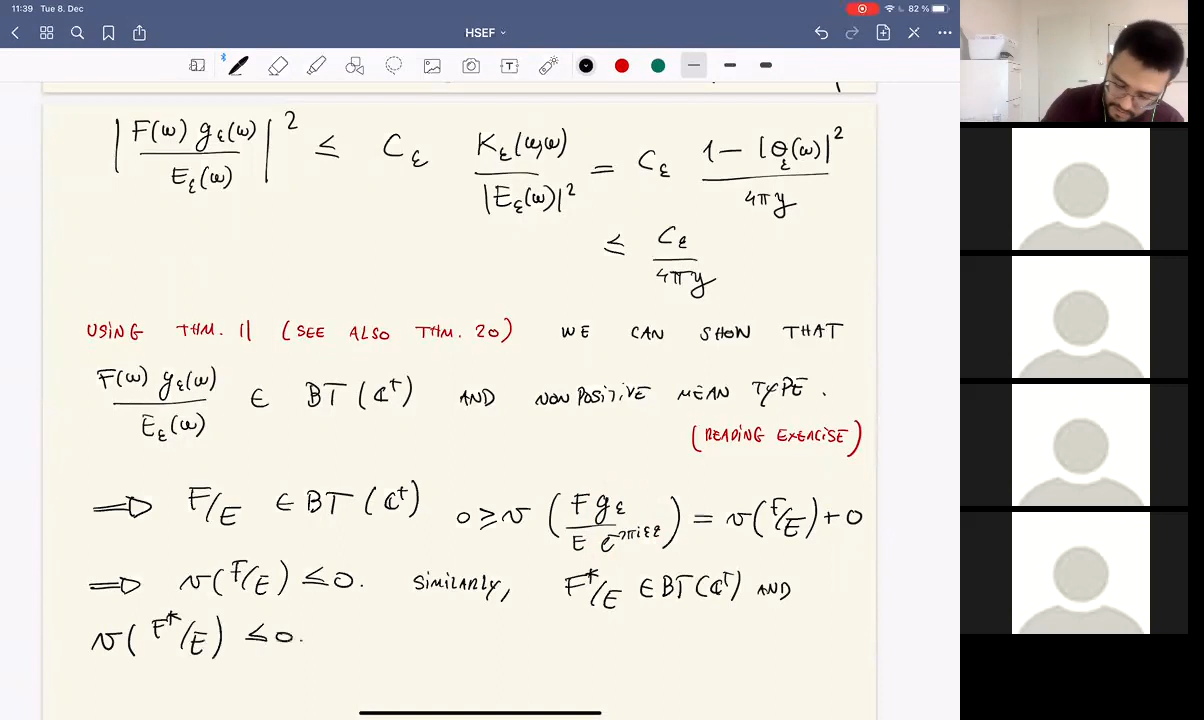 11:39 Tue 8. Dec
82 %
HSEF
|F(ω) g_ε(ω) / E_ε(ω)|² ≤ C_ε K_ε(ω,ω) / |E_ε(ω)|² = C_ε (1 − |Θ_ε(ω)|²) / 4πy
≤ C_ε / 4πy
USING THM. 11 (SEE ALSO THM. 20) WE CAN SHOW THAT
F(ω) g_ε(ω) / E_ε(ω) ∈ BT(ℂ⁺) AND NONPOSITIVE MEAN TYPE.
(READING EXERCISE)
⟹ F/E ∈ BT(ℂ⁺) 0 ≥ v(F g_ε / E e^{-πiεz}) = v(F/E) + 0
⟹ v(F/E) ≤ 0. SIMILARLY, F*/E ∈ BT(ℂ⁺) AND
v(F*/E) ≤ 0.